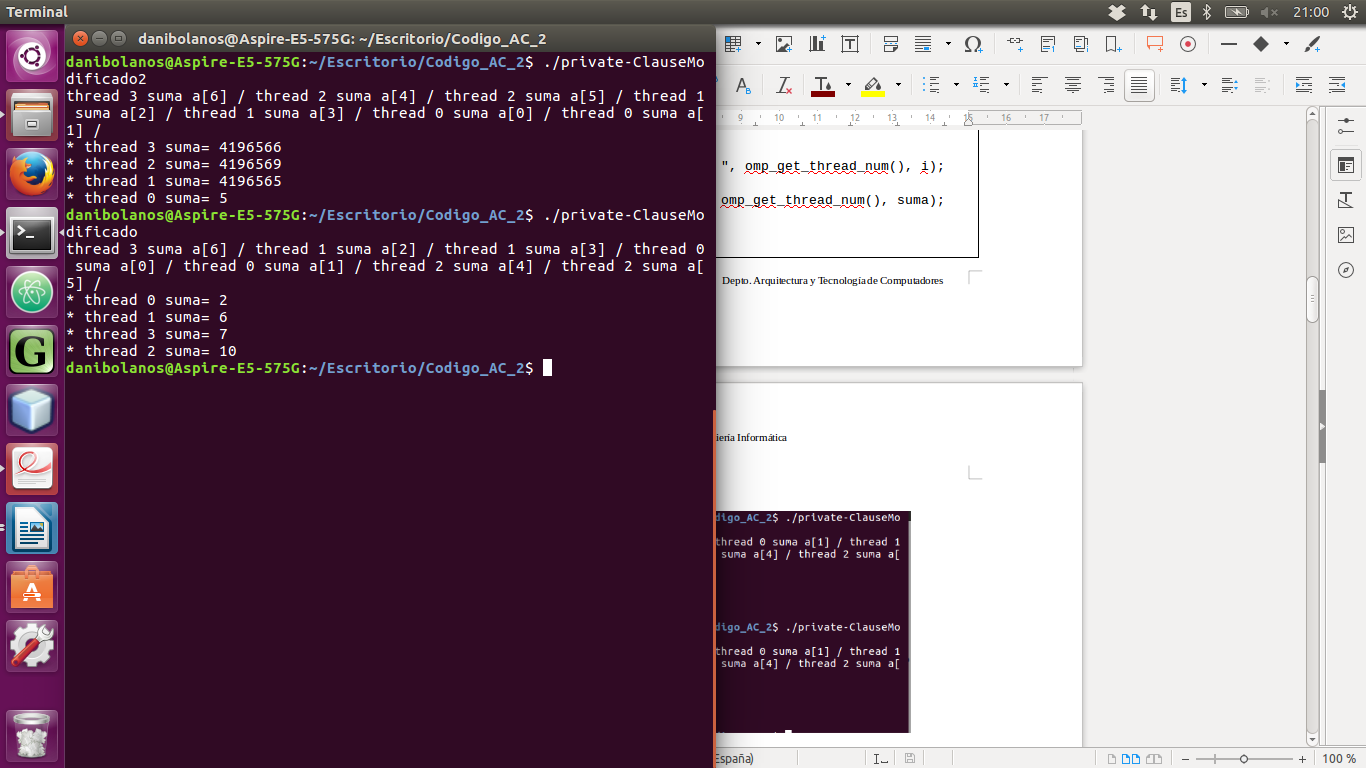 Terminal
Es
21:00
danibolanos@Aspire-E5-575G: ~/Escritorio/Codigo_AC_2
danibolanos@Aspire-E5-575G:~/Escritorio/Codigo_AC_2$ ./private-ClauseMo
dificado2
thread 3 suma a[6] / thread 2 suma a[4] / thread 2 suma a[5] / thread 1
 suma a[2] / thread 1 suma a[3] / thread 0 suma a[0] / thread 0 suma a[
1] /
* thread 3 suma= 4196566
* thread 2 suma= 4196569
* thread 1 suma= 4196565
* thread 0 suma= 5
danibolanos@Aspire-E5-575G:~/Escritorio/Codigo_AC_2$ ./private-ClauseMo
dificado
thread 3 suma a[6] / thread 1 suma a[2] / thread 1 suma a[3] / thread 0
 suma a[0] / thread 0 suma a[1] / thread 2 suma a[4] / thread 2 suma a[
5] /
* thread 0 suma= 2
* thread 1 suma= 6
* thread 3 suma= 7
* thread 2 suma= 10
danibolanos@Aspire-E5-575G:~/Escritorio/Codigo_AC_2$
9 10 11 12 13 14 15 16 17
", omp_get_thread_num(), i);
omp_get_thread_num(), suma);
Depto. Arquitectura y Tecnología de Computadores
iería Informática
digo_AC_2$ ./private-ClauseMo
thread 0 suma a[1] / thread 1
suma a[4] / thread 2 suma a[
digo_AC_2$ ./private-ClauseMo
thread 0 suma a[1] / thread 1
suma a[4] / thread 2 suma a[
España)
100 %